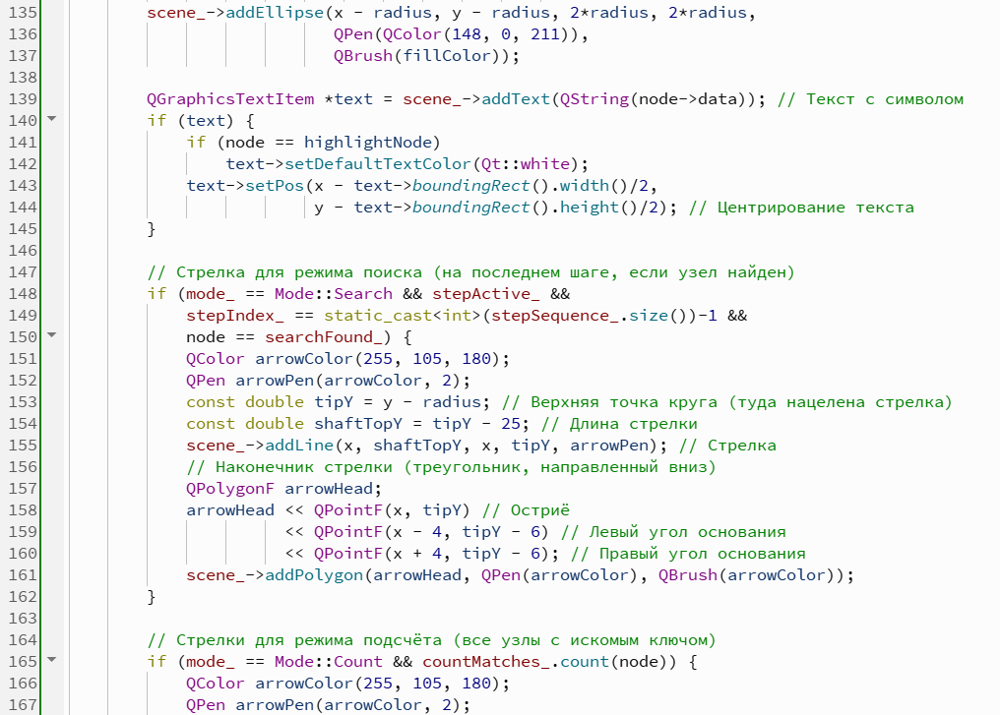 135 scene_->addEllipse(x - radius, y - radius, 2*radius, 2*radius,
136 QPen(QColor(148, 0, 211)),
137 QBrush(fillColor));
138
139 QGraphicsTextItem *text = scene_->addText(QString(node->data)); // Текст с символом
140 if (text) {
141 if (node == highlightNode)
142 text->setDefaultTextColor(Qt::white);
143 text->setPos(x - text->boundingRect().width()/2,
144 y - text->boundingRect().height()/2); // Центрирование текста
145 }
146
147 // Стрелка для режима поиска (на последнем шаге, если узел найден)
148 if (mode_ == Mode::Search && stepActive_ &&
149 stepIndex_ == static_cast<int>(stepSequence_.size())-1 &&
150 node == searchFound_) {
151 QColor arrowColor(255, 105, 180);
152 QPen arrowPen(arrowColor, 2);
153 const double tipY = y - radius; // Верхняя точка круга (туда нацелена стрелка)
154 const double shaftTopY = tipY - 25; // Длина стрелки
155 scene_->addLine(x, shaftTopY, x, tipY, arrowPen); // Стрелка
156 // Наконечник стрелки (треугольник, направленный вниз)
157 QPolygonF arrowHead;
158 arrowHead << QPointF(x, tipY) // Остриё
159 << QPointF(x - 4, tipY - 6) // Левый угол основания
160 << QPointF(x + 4, tipY - 6); // Правый угол основания
161 scene_->addPolygon(arrowHead, QPen(arrowColor), QBrush(arrowColor));
162 }
163
164 // Стрелки для режима подсчёта (все узлы с искомым ключом)
165 if (mode_ == Mode::Count && countMatches_.count(node)) {
166 QColor arrowColor(255, 105, 180);
167 QPen arrowPen(arrowColor, 2);